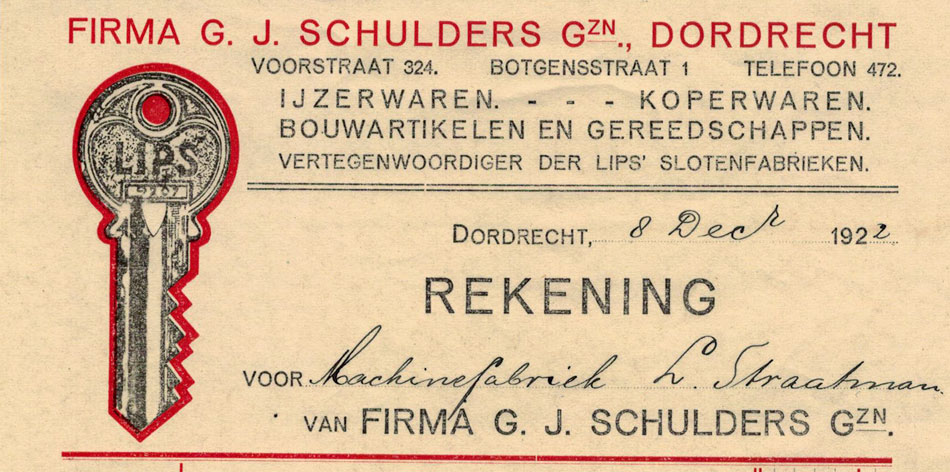 FIRMA G. J. SCHULDERS GZN., DORDRECHT
VOORSTRAAT 324. BOTGENSSTRAAT 1 TELEFOON 472.
IJZERWAREN. - - - KOPERWAREN.
BOUWARTIKELEN EN GEREEDSCHAPPEN.
VERTEGENWOORDIGER DER LIPS' SLOTENFABRIEKEN.
LIPS
DORDRECHT, 8 Decr 1922
REKENING
VOOR Machinefabriek L. Straatman
VAN FIRMA G. J. SCHULDERS GZN.